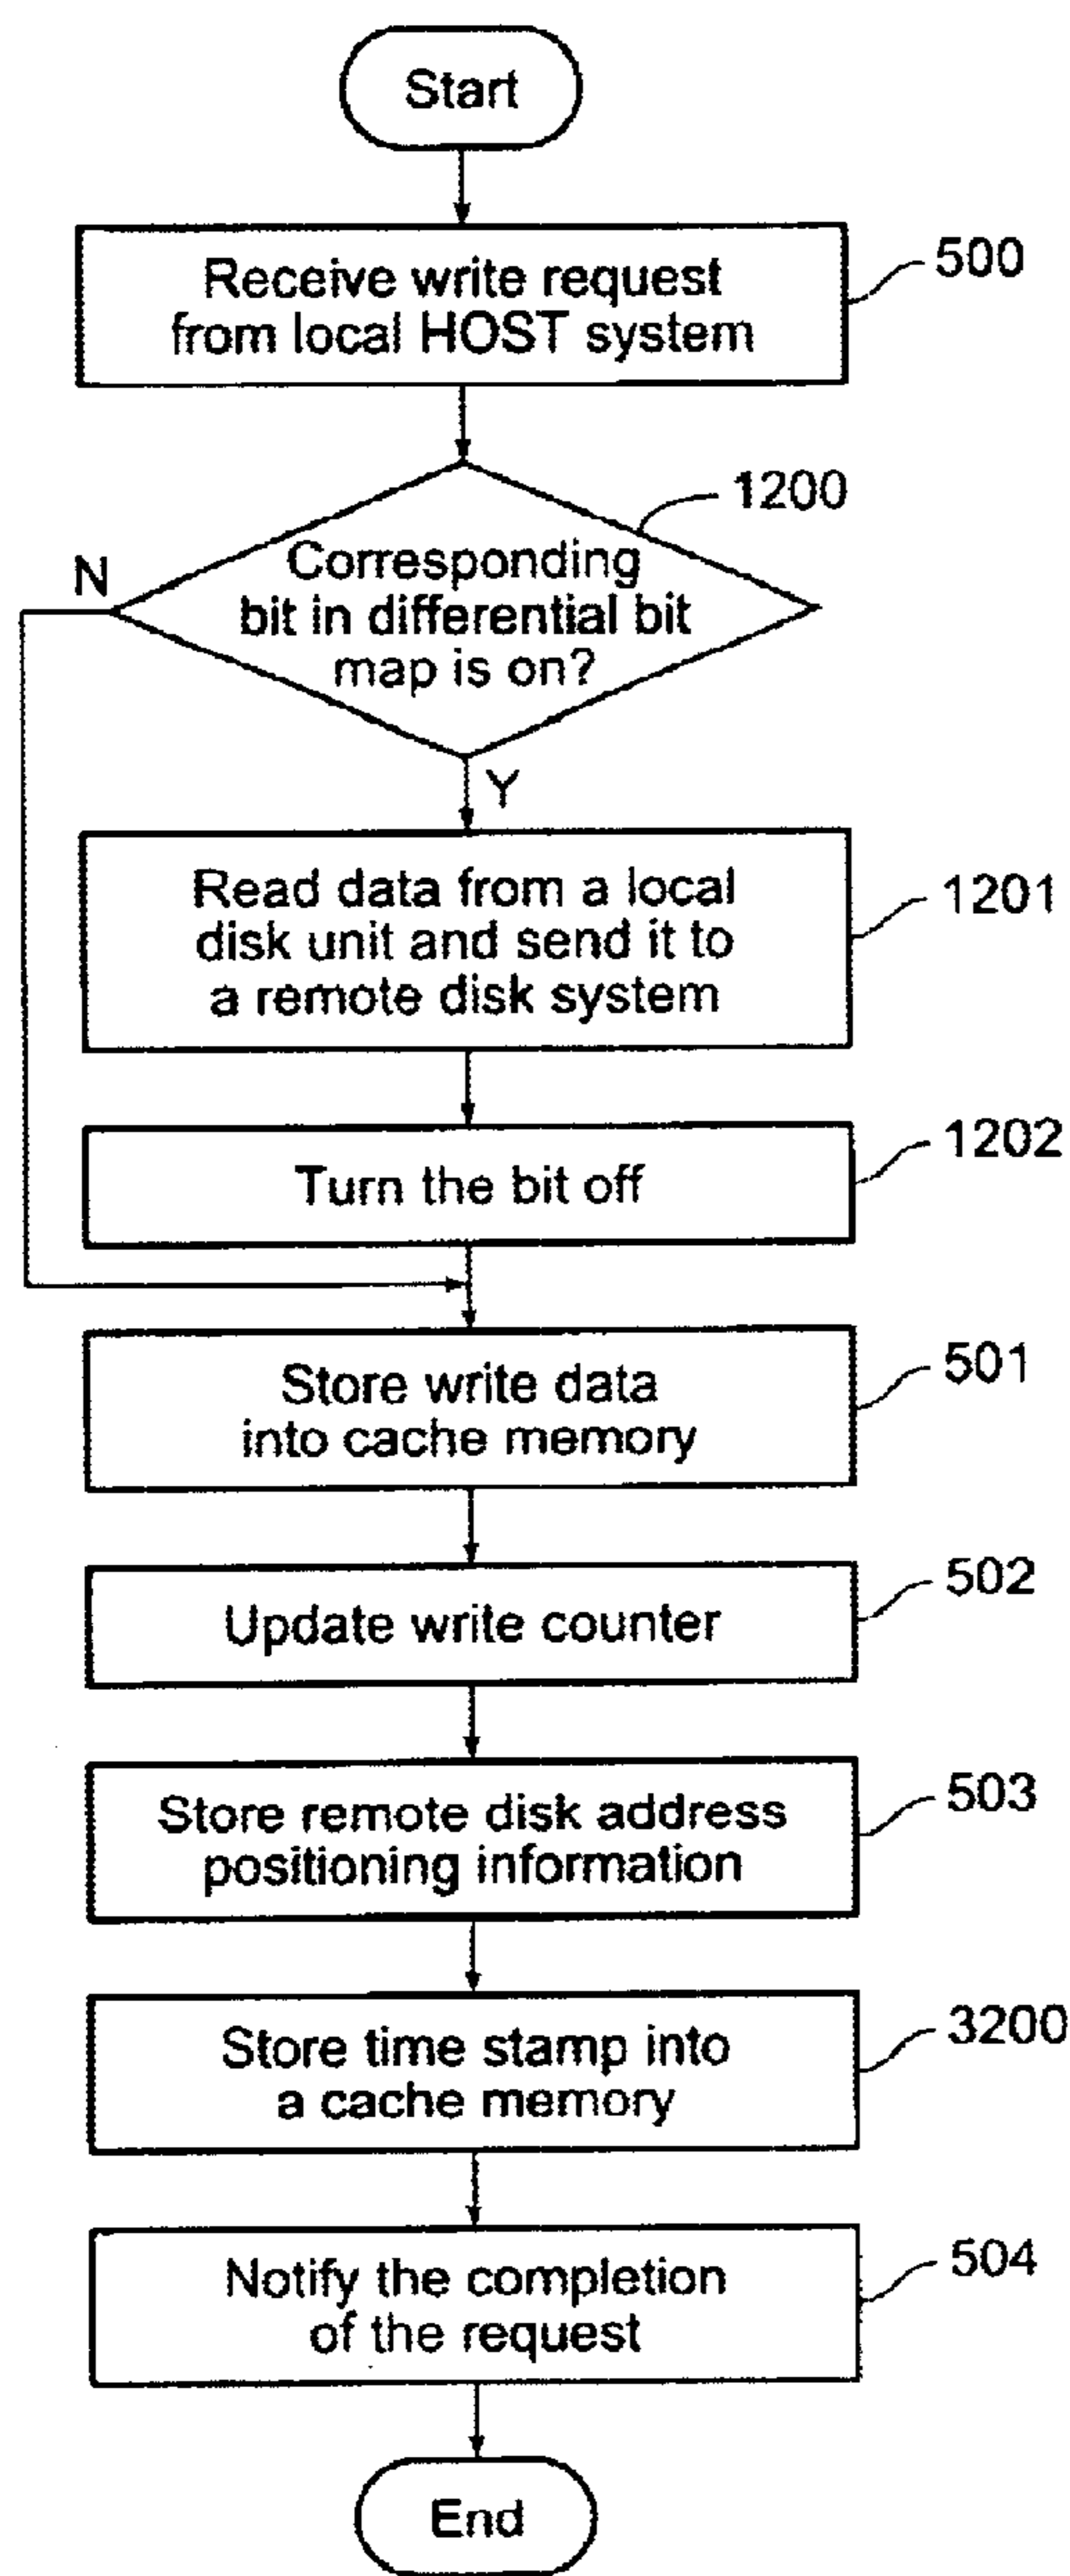 Start
Receive write request
from local HOST system
500
1200
Corresponding
bit in differential bit
map is on?
N
Y
Read data from a local
disk unit and send it to
a remote disk system
1201
Turn the bit off
1202
Store write data
into cache memory
501
Update write counter
502
Store remote disk address
positioning information
503
Store time stamp into
a cache memory
3200
Notify the completion
of the request
504
End